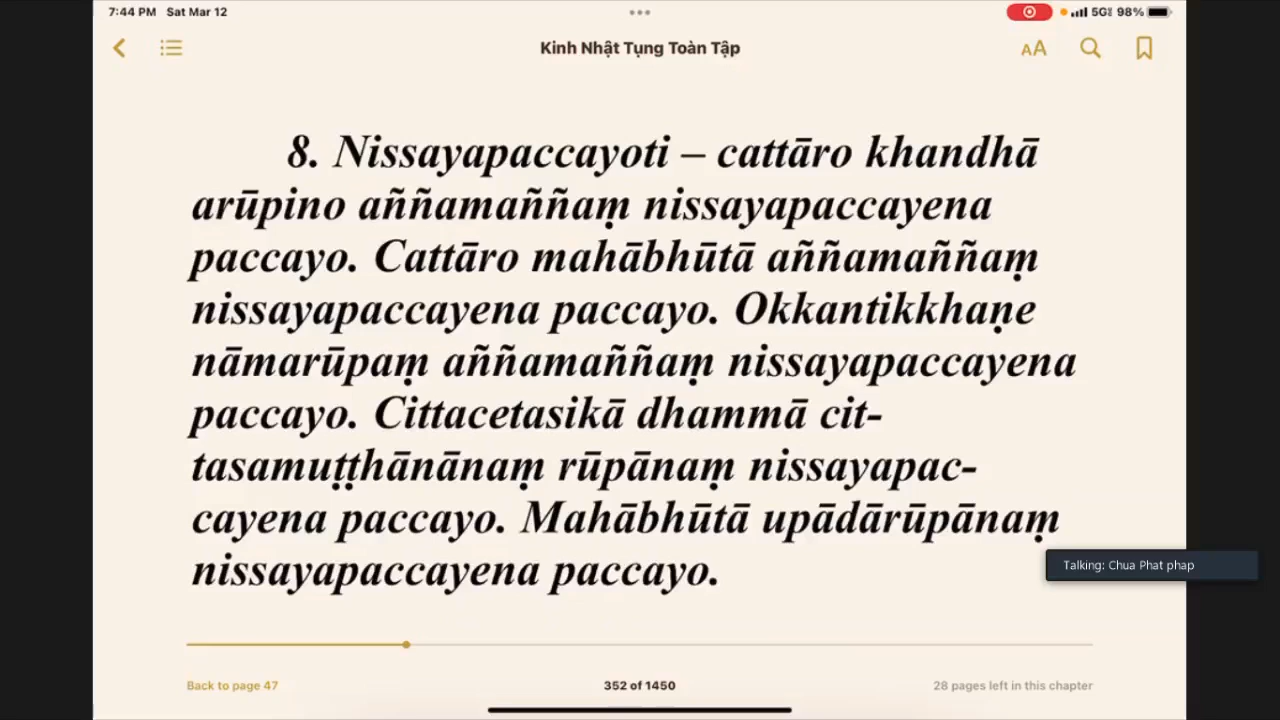 7:44 PM Sat Mar 12
5G 98%
Kinh Nhật Tụng Toàn Tập
AA
8. Nissayapaccayoti – cattāro khandhā
arūpino aññamaññaṃ nissayapaccayena
paccayo. Cattāro mahābhūtā aññamaññaṃ
nissayapaccayena paccayo. Okkantikkhaṇe
nāmarūpaṃ aññamaññaṃ nissayapaccayena
paccayo. Cittacetasikā dhammā cit-
tasamuṭṭhānānaṃ rūpānaṃ nissayapac-
cayena paccayo. Mahābhūtā upādārūpānaṃ
nissayapaccayena paccayo.
Talking: Chua Phat phap
Back to page 47
352 of 1450
28 pages left in this chapter